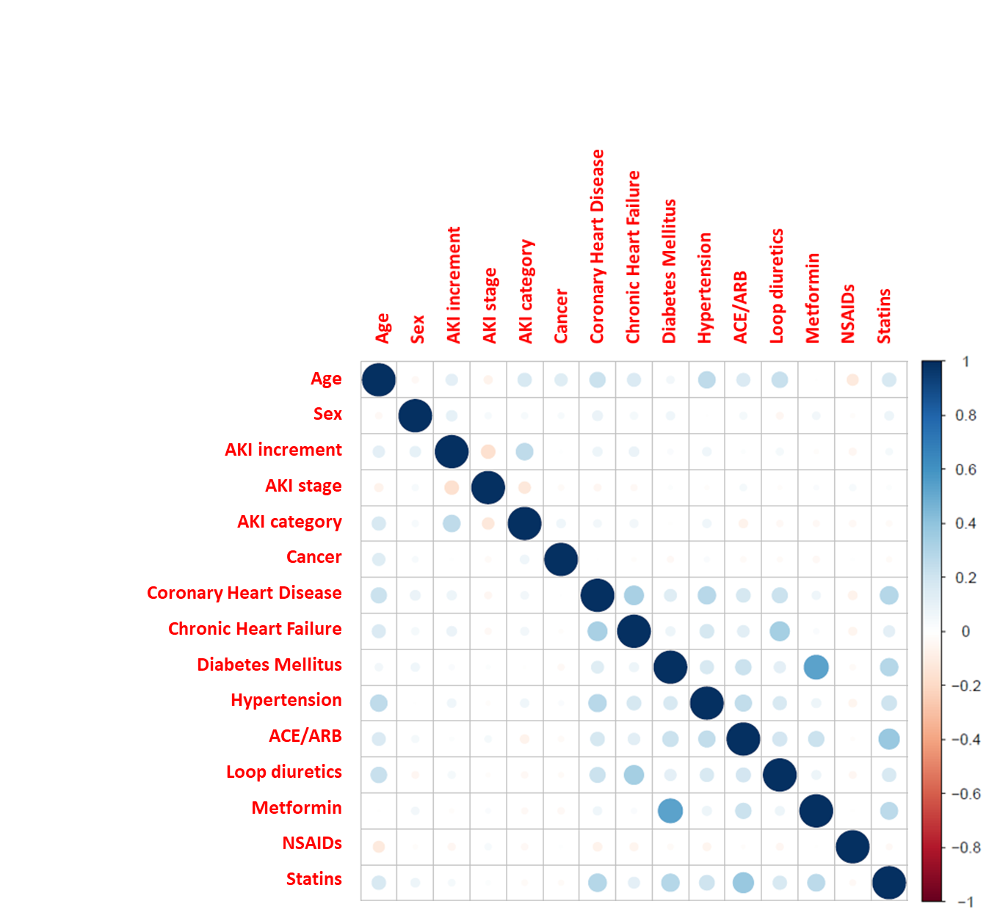 Age
Sex
AKI increment
AKI stage
AKI category
Cancer
Coronary Heart Disease
Chronic Heart Failure
Diabetes Mellitus
Hypertension
ACE/ARB
Loop diuretics
Metformin
NSAIDs
Statins
Age
Sex
AKI increment
AKI stage
AKI category
Cancer
Coronary Heart Disease
Chronic Heart Failure
Diabetes Mellitus
Hypertension
ACE/ARB
Loop diuretics
Metformin
NSAIDs
Statins
1
0.8
0.6
0.4
0.2
0
−0.2
−0.4
−0.6
−0.8
−1